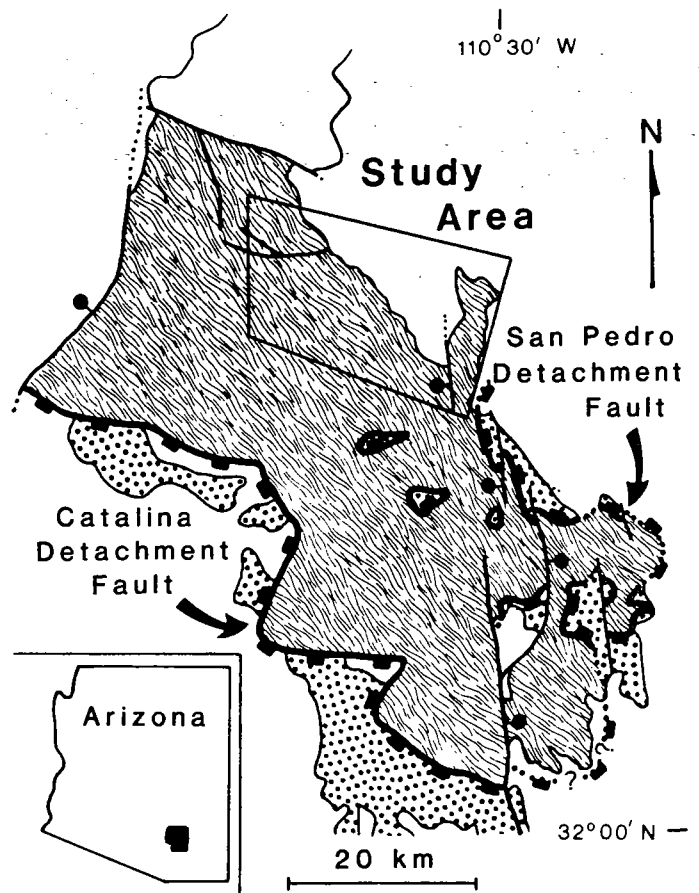 110° 30′ W
N
Study
Area
San Pedro
Detachment
Fault
Catalina
Detachment
Fault
Arizona
?
?
32°00′ N
20 km